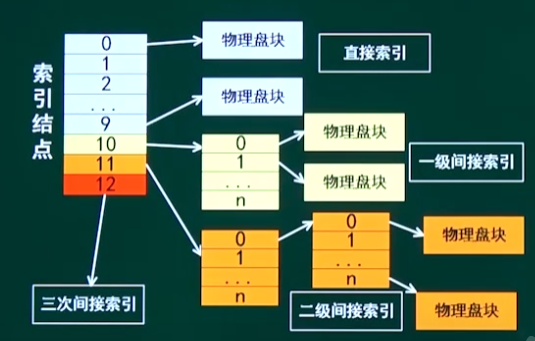 索引结点
0
1
2
...
9
10
11
12
物理盘块
直接索引
物理盘块
0
1
...
n
物理盘块
物理盘块
一级间接索引
0
1
...
n
0
1
...
n
物理盘块
物理盘块
三次间接索引
二级间接索引